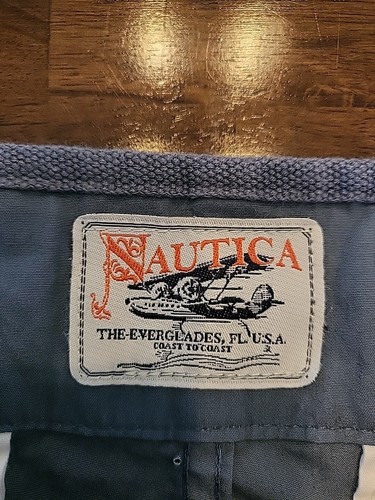 NAUTICA
THE-EVERGLADES, FL. U.S.A.
COAST TO COAST